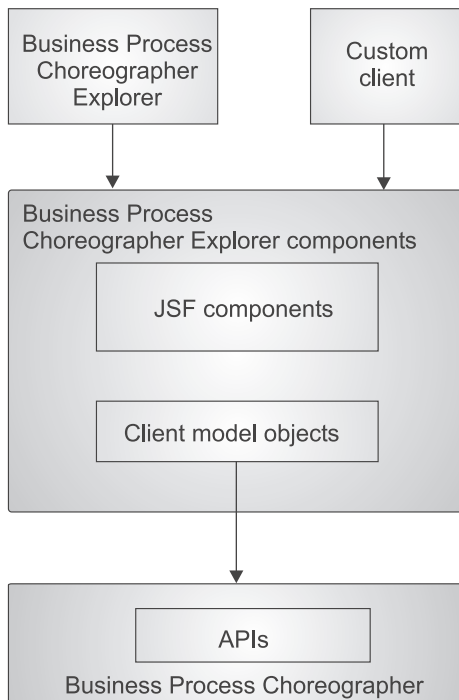 Business Process
Choreographer
Explorer
Custom
client
Business Process
Choreographer Explorer components
JSF components
Client model objects
APIs
Business Process Choreographer